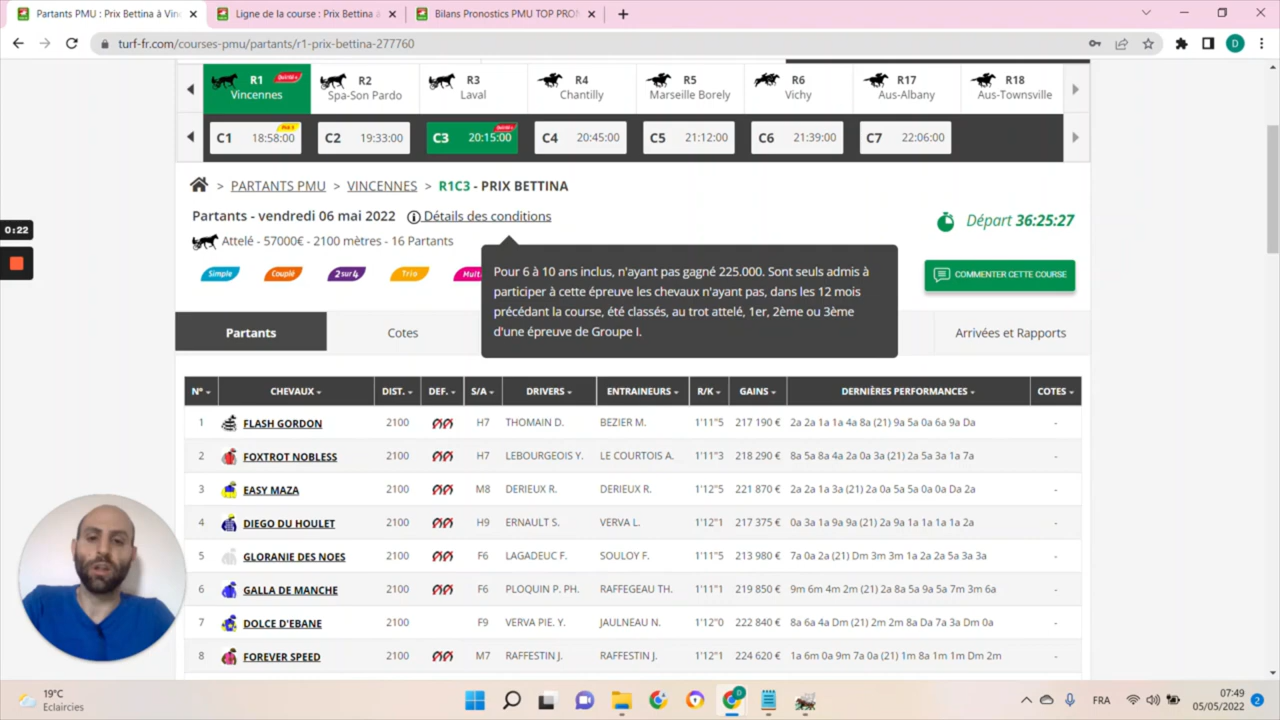 Partants PMU : Prix Bettina à Vin
Ligne de la course : Prix Bettina à
Bilans Pronostics PMU TOP PRON
turf-fr.com/courses-pmu/partants/r1-prix-bettina-277760
D
R1 Vincennes
R2 Spa-Son Pardo
R3 Laval
R4 Chantilly
R5 Marseille Borely
R6 Vichy
R17 Aus-Albany
R18 Aus-Townsville
C1 18:58:00
C2 19:33:00
C3 20:15:00
C4 20:45:00
C5 21:12:00
C6 21:39:00
C7 22:06:00
> PARTANTS PMU > VINCENNES > R1C3 - PRIX BETTINA
Partants - vendredi 06 mai 2022 Détails des conditions
Départ 36:25:27
0:22
Attelé - 57000€ - 2100 mètres - 16 Partants
Simple Couplé 2 sur 4 Trio Mult
Pour 6 à 10 ans inclus, n'ayant pas gagné 225.000. Sont seuls admis à
participer à cette épreuve les chevaux n'ayant pas, dans les 12 mois
précédant la course, été classés, au trot attelé, 1er, 2ème ou 3ème
d'une épreuve de Groupe I.
COMMENTER CETTE COURSE
Partants Cotes Arrivées et Rapports
N° CHEVAUX DIST. DEF. S/A DRIVERS ENTRAINEURS R/K GAINS DERNIÈRES PERFORMANCES COTES
1 FLASH GORDON 2100 H7 THOMAIN D. BEZIER M. 1'11"5 217 190 € 2a 2a 1a 1a 4a 8a (21) 9a 5a 0a 6a 9a Da -
2 FOXTROT NOBLESS 2100 H7 LEBOURGEOIS Y. LE COURTOIS A. 1'11"3 218 290 € 8a 5a 8a 4a 2a 0a 3a (21) 2a 5a 3a 1a 7a -
3 EASY MAZA 2100 M8 DERIEUX R. DERIEUX R. 1'12"5 221 870 € 2a 2a 1a 3a (21) 2a 0a 5a 5a 0a 0a Da 2a -
4 DIEGO DU HOULET 2100 H9 ERNAULT S. VERVA L. 1'12"1 217 375 € 0a 3a 1a 9a 9a (21) 2a 9a 1a 1a 1a 1a 2a -
5 GLORANIE DES NOES 2100 F6 LAGADEUC F. SOULOY F. 1'11"5 213 980 € 7a 0a 2a (21) Dm 3m 3m 1a 2a 2a 5a 3a 3a -
6 GALLA DE MANCHE 2100 F6 PLOQUIN P. PH. RAFFEGEAU TH. 1'11"1 219 850 € 9m 6m 4m 2m (21) 2a 8a 5a 9a 5a 7m 3m 6a -
7 DOLCE D'EBANE 2100 F9 VERVA PIE. Y. JAULNEAU N. 1'12"0 222 840 € 8a 6a 4a Dm (21) 2m 2m 8a Da 7a 3a Dm 0a -
8 FOREVER SPEED 2100 M7 RAFFESTIN J. RAFFESTIN J. 1'12"1 224 620 € 1a 6m 0a 9m 7a 0a (21) 1m 8a 1m 1m Dm 2m -
19°C
Eclaircies
FRA
07:49
05/05/2022
2